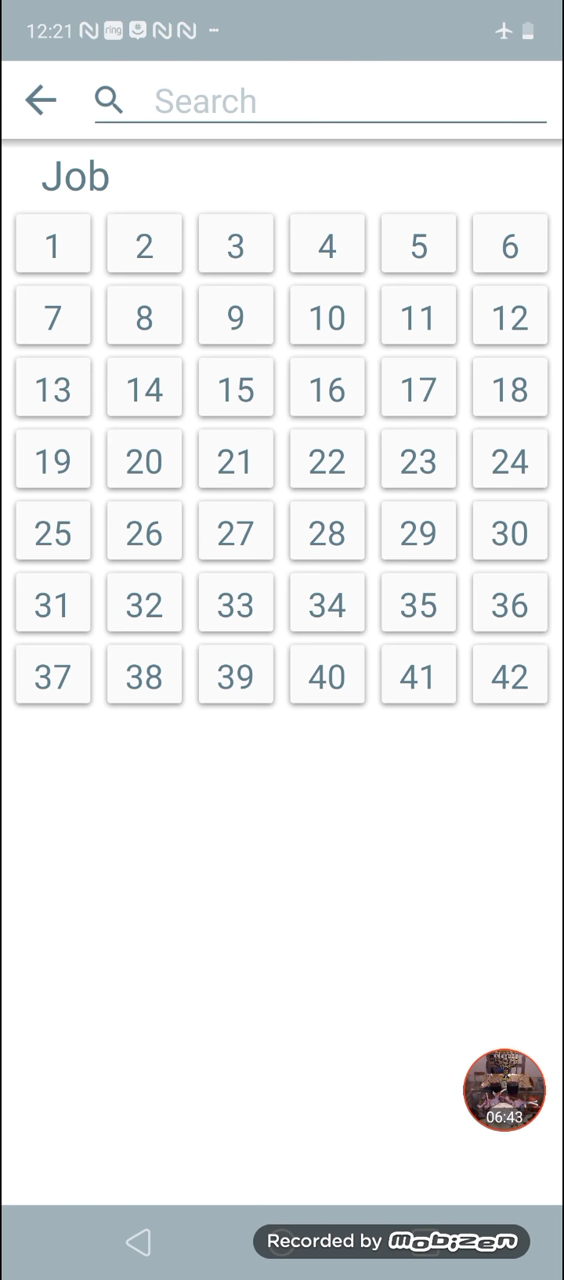 12:21 ring
Search
Job
1 2 3 4 5 6
7 8 9 10 11 12
13 14 15 16 17 18
19 20 21 22 23 24
25 26 27 28 29 30
31 32 33 34 35 36
37 38 39 40 41 42
06:43
Recorded by mobizen